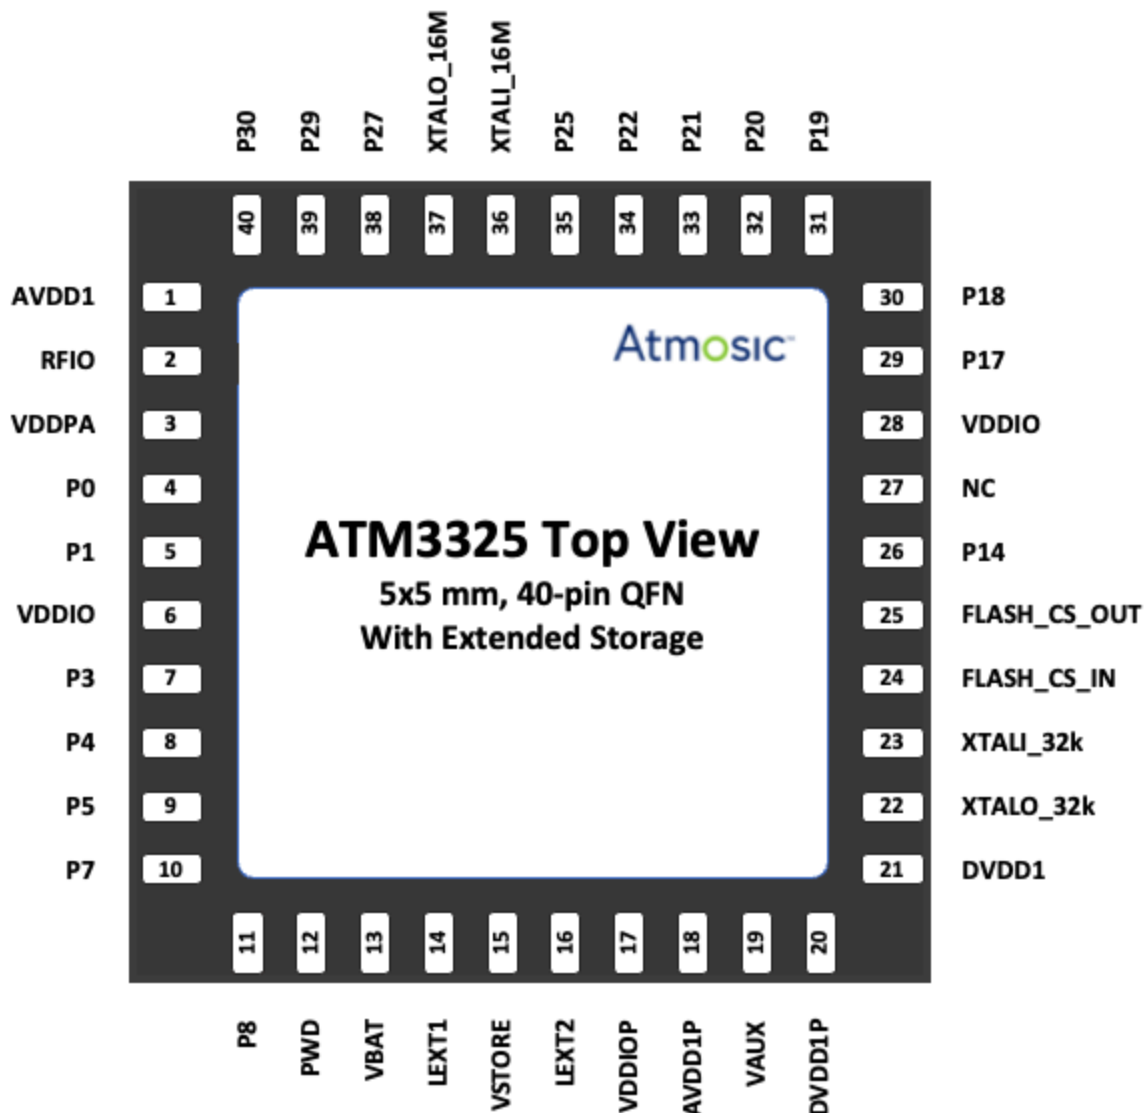 XTALO_16M
XTALI_16M
P30 P29 P27 P25 P22 P21 P20 P19
40 39 38 37 36 35 34 33 32 31
AVDD1 1 30 P18
Atmosic™
RFIO 2 29 P17
VDDPA 3 28 VDDIO
P0 4 27 NC
ATM3325 Top View
P1 5 26 P14
5x5 mm, 40-pin QFN
VDDIO 6 25 FLASH_CS_OUT
With Extended Storage
P3 7 24 FLASH_CS_IN
P4 8 23 XTALI_32k
P5 9 22 XTALO_32k
P7 10 21 DVDD1
11 12 13 14 15 16 17 18 19 20
P8 PWD VBAT LEXT1 VSTORE LEXT2 VDDIOP AVDD1P VAUX DVDD1P